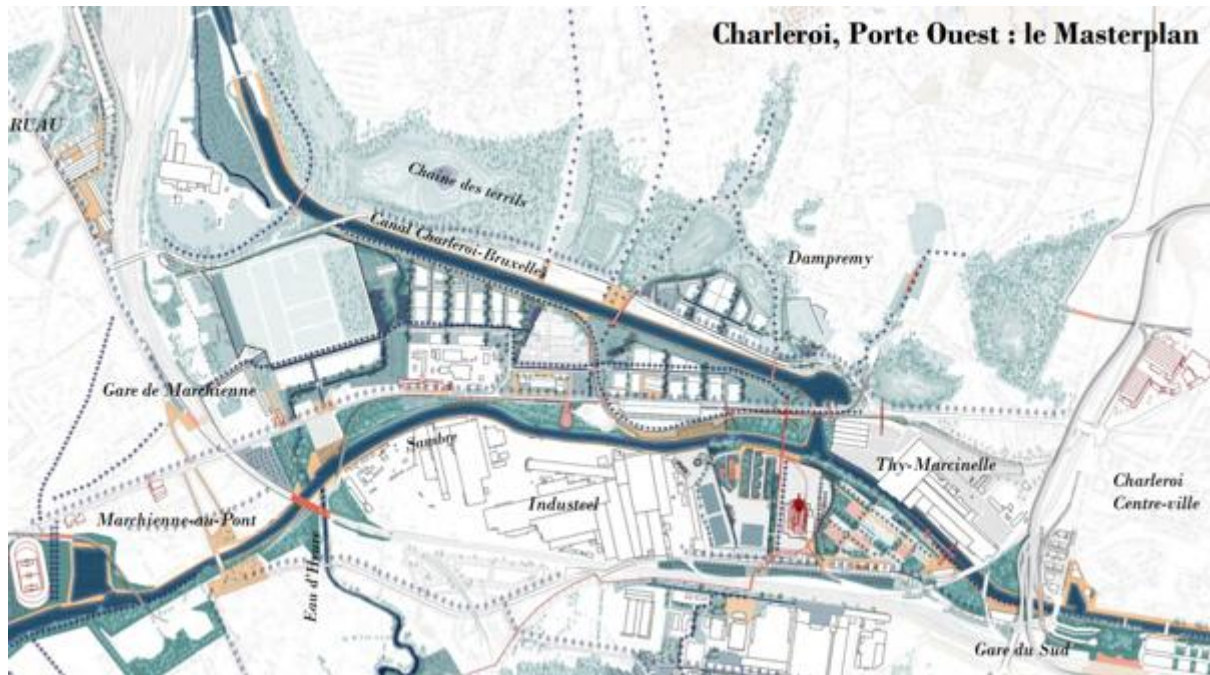 Charleroi, Porte Ouest : le Masterplan
RUAU
Chaîne des terrils
Canal Charleroi-Bruxelles
Dampremy
Gare de Marchienne
Sambre
Thy-Marcinelle
Charleroi
Centre-ville
Industeel
Marchienne-au-Pont
Eau d'Heure
Gare du Sud